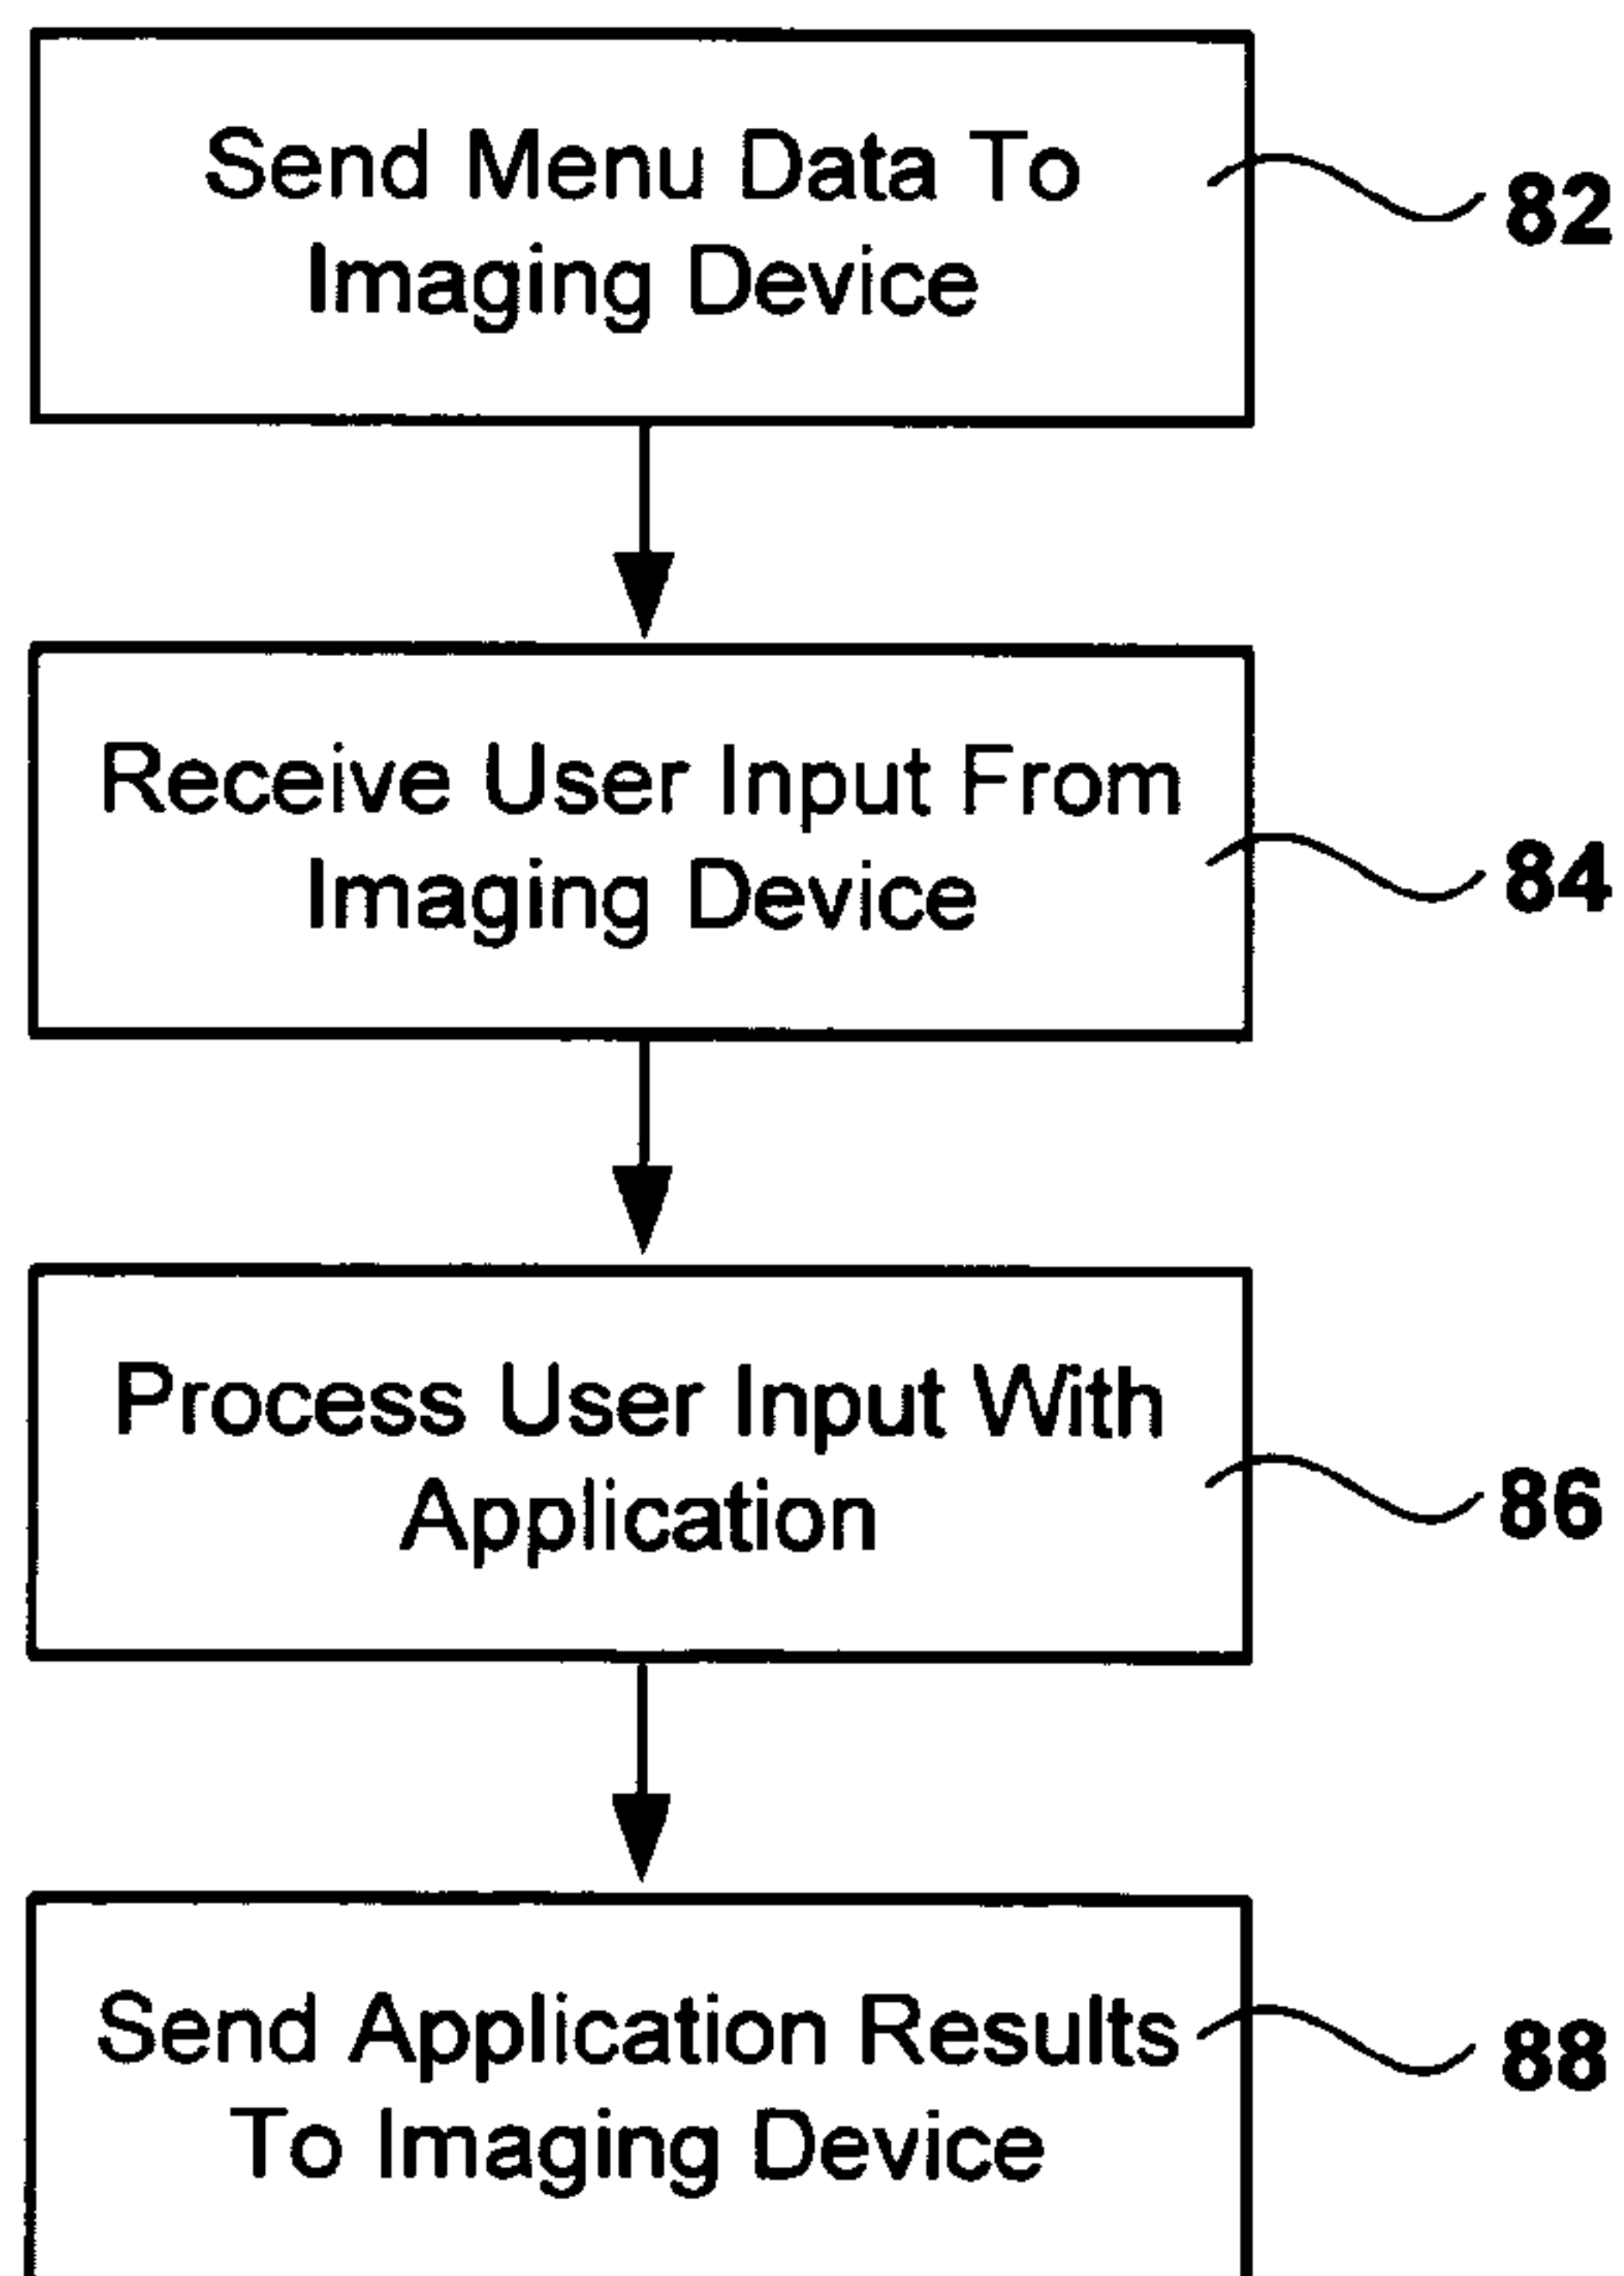 Send Menu Data To
Imaging Device
82
Receive User Input From
Imaging Device
84
Process User Input With
Application
86
Send Application Results
To Imaging Device
88